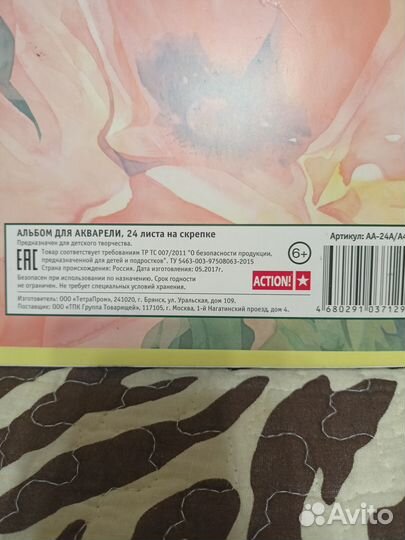 АЛЬБОМ ДЛЯ АКВАРЕЛИ, 24 листа на скрепке
Артикул: АА-24А/А4
Предназначен для детского творчества.
EAC
Товар соответствует требованиям ТР ТС 007/2011 "О безопасности продукции,
предназначенной для детей и подростков". ТУ 5463-003-97508063-2015
Страна происхождения: Россия. Дата изготовления: 05.2017г.
Безопасен при использовании по назначению. Срок годности
не ограничен. Не требует специальных условий хранения.
6+
ACTION!
Изготовитель: ООО «ТетраПром», 241020, г. Брянск, ул. Уральская, дом 109.
Поставщик: ООО «ТПК Группа Товарищей», 117105, г. Москва, 1-й Нагатинский проезд, дом 4.
4 680291 03712
Avito